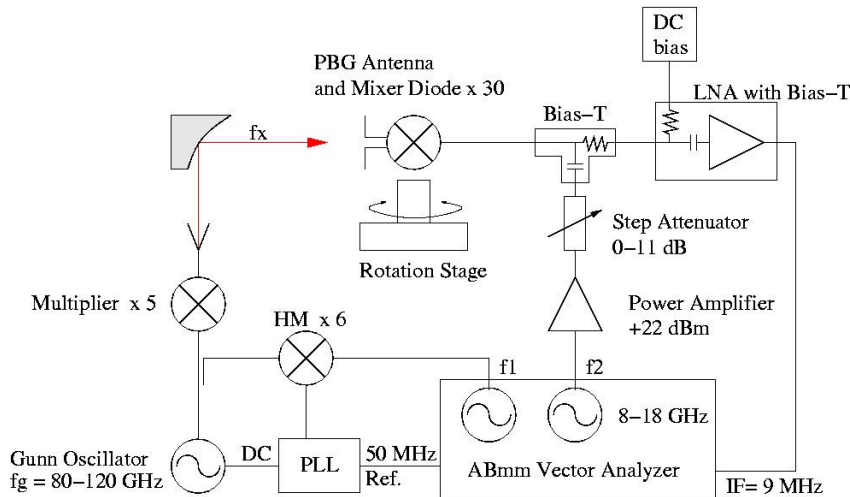 DC
bias
PBG Antenna
and Mixer Diode x 30
LNA with Bias-T
Bias-T
fx
Step Attenuator
0-11 dB
Rotation Stage
Multiplier x 5
HM x 6
Power Amplifier
+22 dBm
f1
f2
8-18 GHz
Gunn Oscillator
fg = 80-120 GHz
DC
PLL
50 MHz
Ref.
ABmm Vector Analyzer
IF= 9 MHz